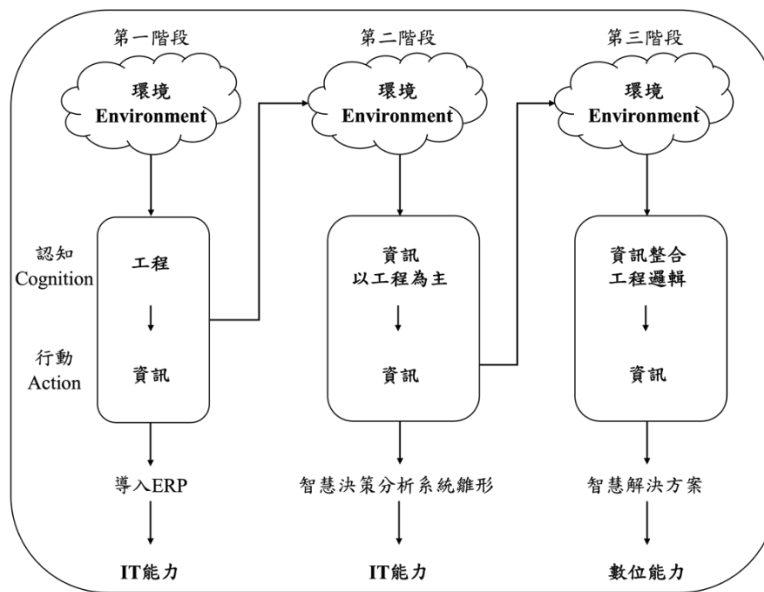 第一階段
第二階段
第三階段
環境
Environment
環境
Environment
環境
Environment
認知
Cognition
工程
資訊
以工程為主
資訊整合
工程邏輯
行動
Action
資訊
資訊
資訊
導入ERP
智慧決策分析系統雛形
智慧解決方案
IT能力
IT能力
數位能力